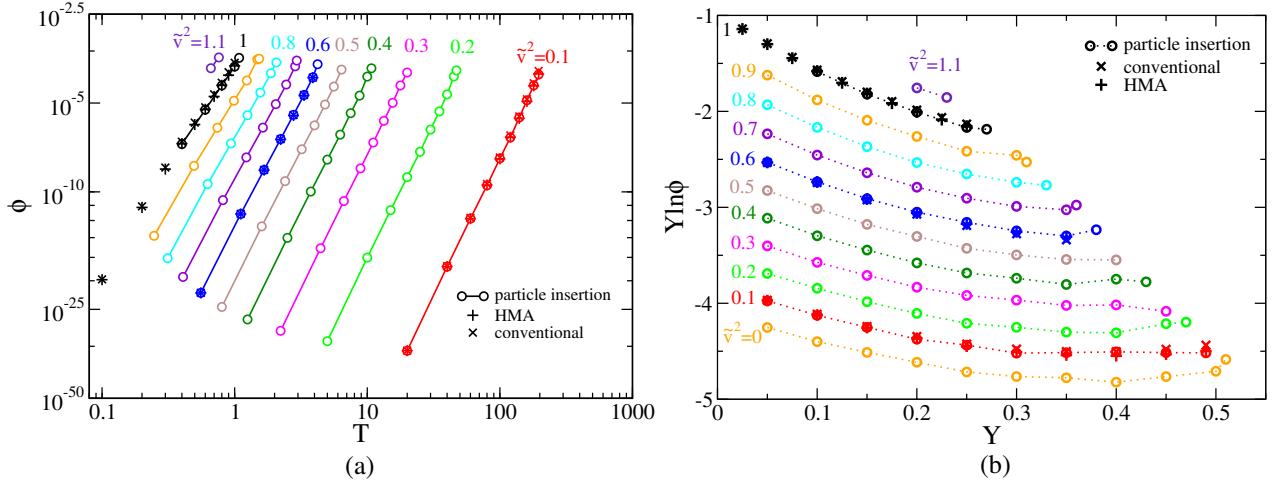 10^-2.5
10^-5
10^-10
10^-25
10^-50
ϕ
ṽ²=1.1
1
0.8
0.6
0.5
0.4
0.3
0.2
ṽ²=0.1
particle insertion
HMA
conventional
0.1 1 10 100 1000
T
(a)
-1
-2
-3
-4
-5
Ylnϕ
1
0.9
0.8
0.7
0.6
0.5
0.4
0.3
0.2
0.1
ṽ²=0
ṽ²=1.1
particle insertion
conventional
HMA
0 0.1 0.2 0.3 0.4 0.5
Y
(b)